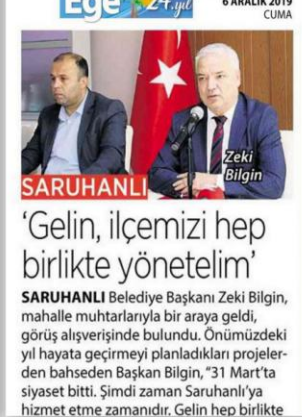 Ege 24.yıl
6 ARALIK 2019
CUMA
Zeki
Bilgin
SARUHANLI
‘Gelin, ilçemizi hep
birlikte yönetelim’
SARUHANLI Belediye Başkanı Zeki Bilgin,
mahalle muhtarlarıyla bir araya geldi,
görüş alışverişinde bulundu. Önümüzdeki
yıl hayata geçirmeyi planladıkları projeler-
den bahseden Başkan Bilgin, “31 Mart’ta
siyaset bitti. Şimdi zaman Saruhanlı’ya
hizmet etme zamanıdır. Gelin hep birlikte